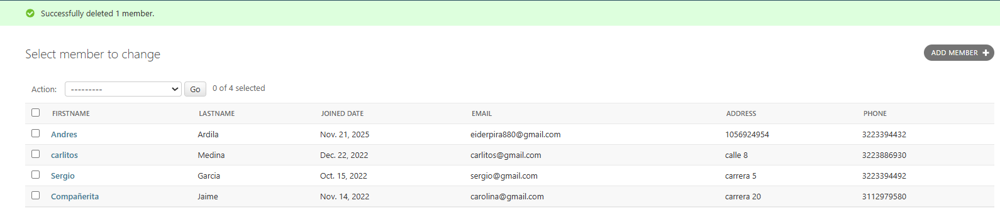 Successfully deleted 1 member.
Select member to change
ADD MEMBER
Action: --------- Go 0 of 4 selected
FIRSTNAME LASTNAME JOINED DATE EMAIL ADDRESS PHONE
Andres Ardila Nov. 21, 2025 eiderpira880@gmail.com 1056924954 3223394432
carlitos Medina Dec. 22, 2022 carlitos@gmail.com calle 8 3223886930
Sergio Garcia Oct. 15, 2022 sergio@gmail.com carrera 5 3223394492
Compañerita Jaime Nov. 14, 2022 carolina@gmail.com carrera 20 3112979580